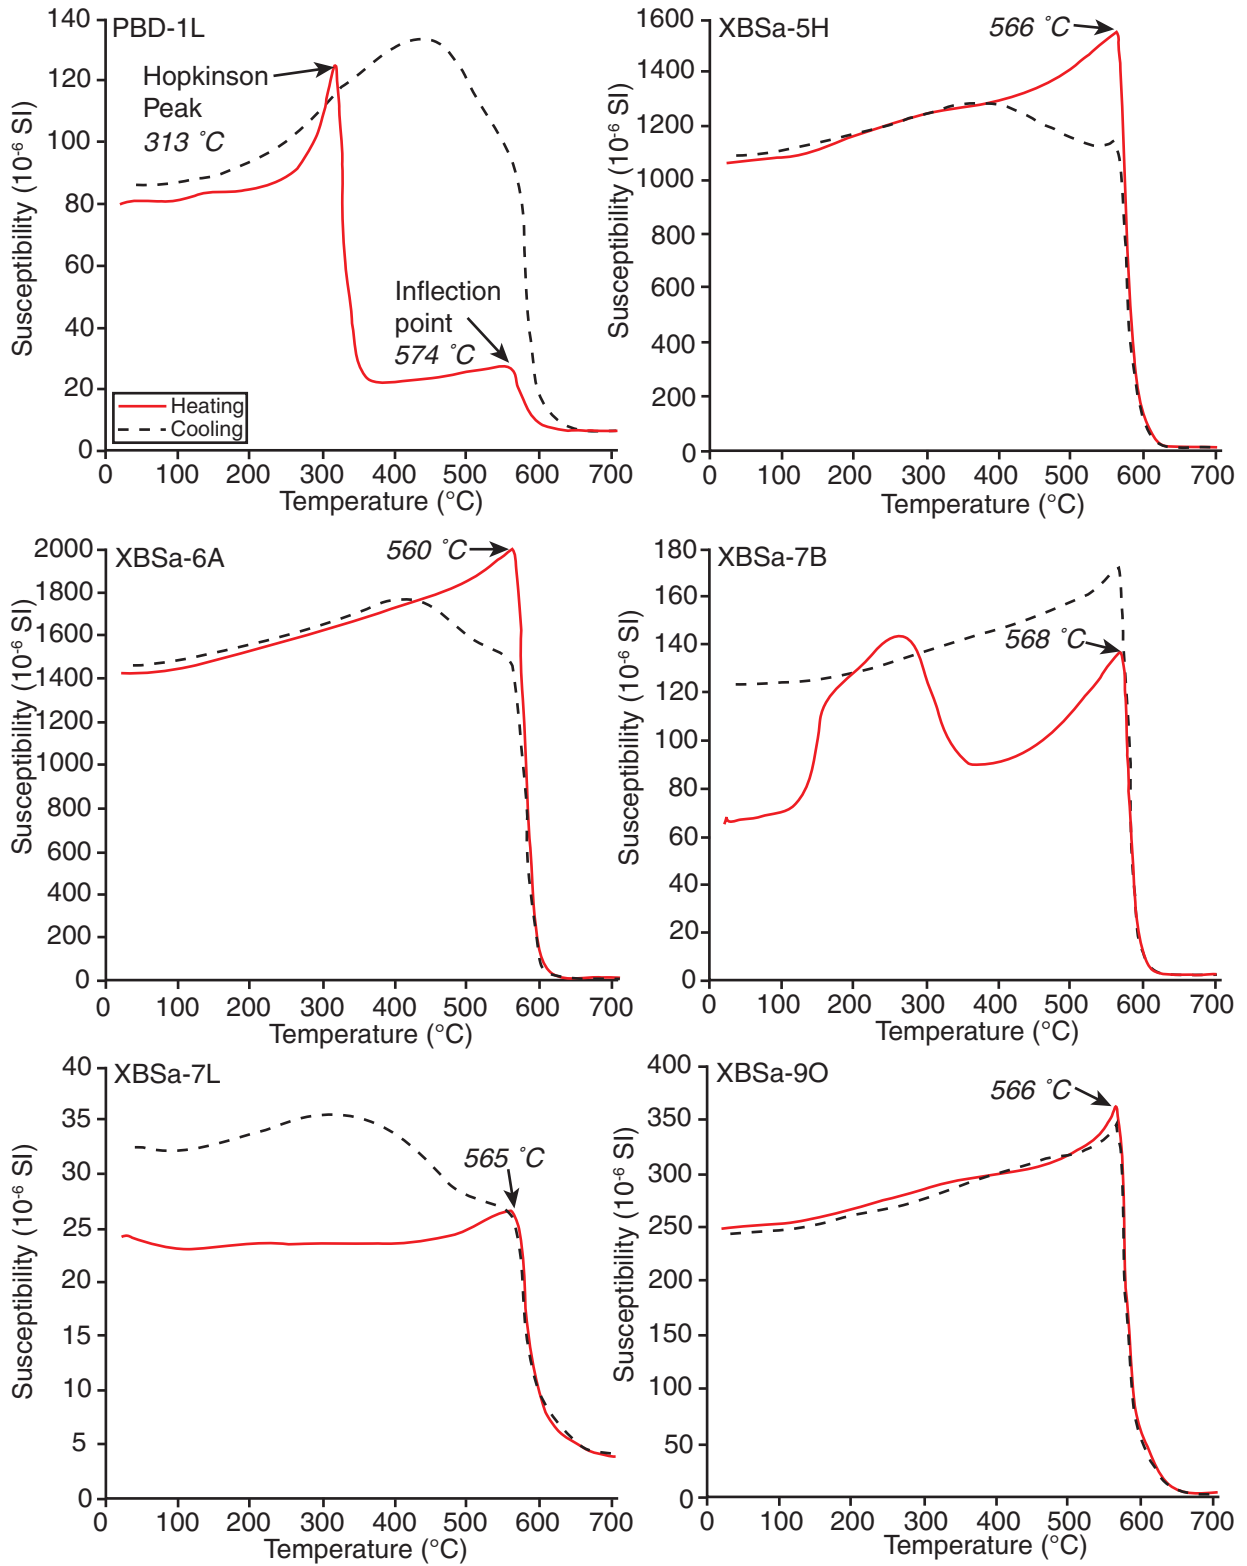 PBD-1L
140
120
100
80
60
40
20
0
Susceptibility (10⁻⁶ SI)
Hopkinson
Peak
313 °C
Inflection
point
574 °C
Heating
Cooling
0 100 200 300 400 500 600 700
Temperature (°C)
XBSa-5H
1600
1400
1200
1000
800
600
400
200
0
Susceptibility (10⁻⁶ SI)
566 °C
0 100 200 300 400 500 600 700
Temperature (°C)
XBSa-6A
2000
1800
1600
1400
1200
1000
800
600
400
200
0
Susceptibility (10⁻⁶ SI)
560 °C
0 100 200 300 400 500 600 700
Temperature (°C)
XBSa-7B
180
160
140
120
100
80
60
40
20
0
Susceptibility (10⁻⁶ SI)
568 °C
0 100 200 300 400 500 600 700
Temperature (°C)
XBSa-7L
40
35
30
25
20
15
10
5
0
Susceptibility (10⁻⁶ SI)
565 °C
0 100 200 300 400 500 600 700
Temperature (°C)
XBSa-9O
400
350
300
250
200
150
100
50
0
Susceptibility (10⁻⁶ SI)
566 °C
0 100 200 300 400 500 600 700
Temperature (°C)